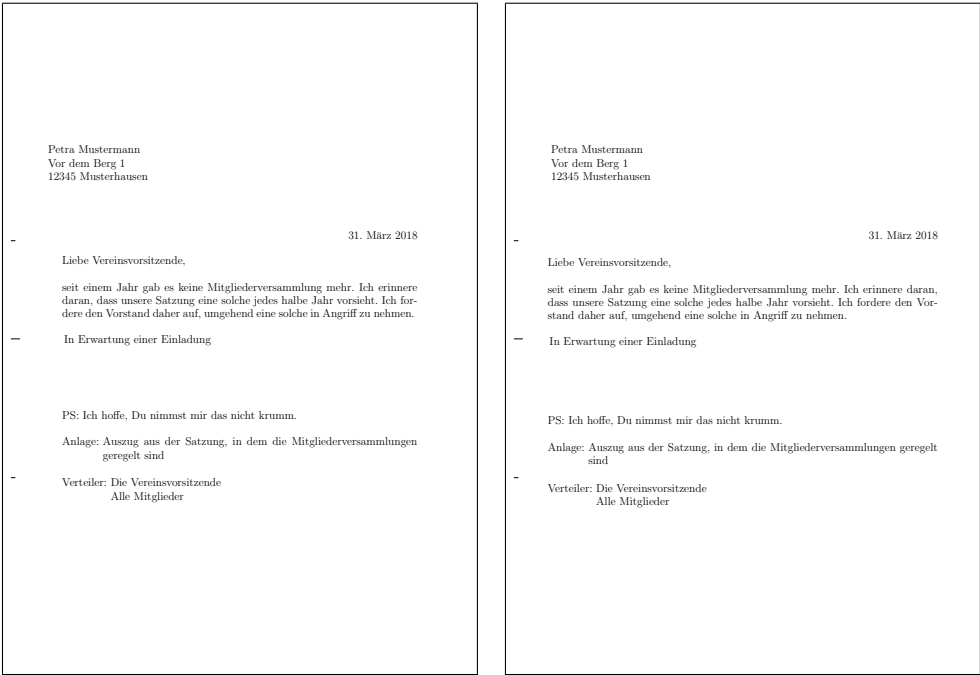 Petra Mustermann
Vor dem Berg 1
12345 Musterhausen
31. März 2018
Liebe Vereinsvorsitzende,
seit einem Jahr gab es keine Mitgliederversammlung mehr. Ich erinnere
daran, dass unsere Satzung eine solche jedes halbe Jahr vorsieht. Ich for-
dere den Vorstand daher auf, umgehend eine solche in Angriff zu nehmen.
In Erwartung einer Einladung
PS: Ich hoffe, Du nimmst mir das nicht krumm.
Anlage: Auszug aus der Satzung, in dem die Mitgliederversammlungen
geregelt sind
Verteiler: Die Vereinsvorsitzende
Alle Mitglieder
Petra Mustermann
Vor dem Berg 1
12345 Musterhausen
31. März 2018
Liebe Vereinsvorsitzende,
seit einem Jahr gab es keine Mitgliederversammlung mehr. Ich erinnere daran,
dass unsere Satzung eine solche jedes halbe Jahr vorsieht. Ich fordere den Vor-
stand daher auf, umgehend eine solche in Angriff zu nehmen.
In Erwartung einer Einladung
PS: Ich hoffe, Du nimmst mir das nicht krumm.
Anlage: Auszug aus der Satzung, in dem die Mitgliederversammlungen geregelt
sind
Verteiler: Die Vereinsvorsitzende
Alle Mitglieder